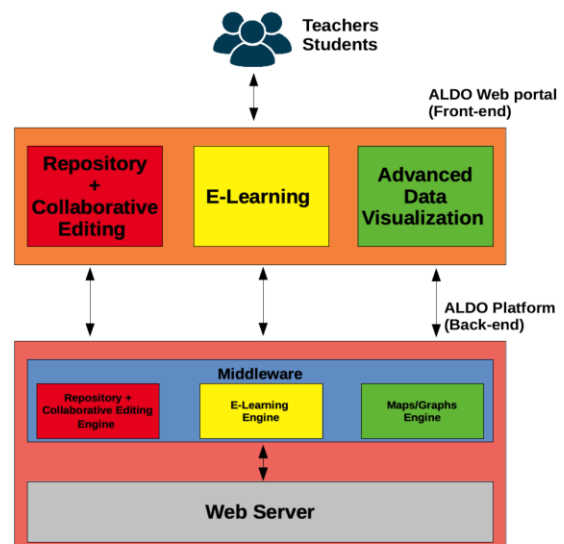 Teachers
Students
ALDO Web portal
(Front-end)
Repository
+
Collaborative
Editing
E-Learning
Advanced
Data
Visualization
ALDO Platform
(Back-end)
Middleware
Repository +
Collaborative Editing
Engine
E-Learning
Engine
Maps/Graphs
Engine
Web Server